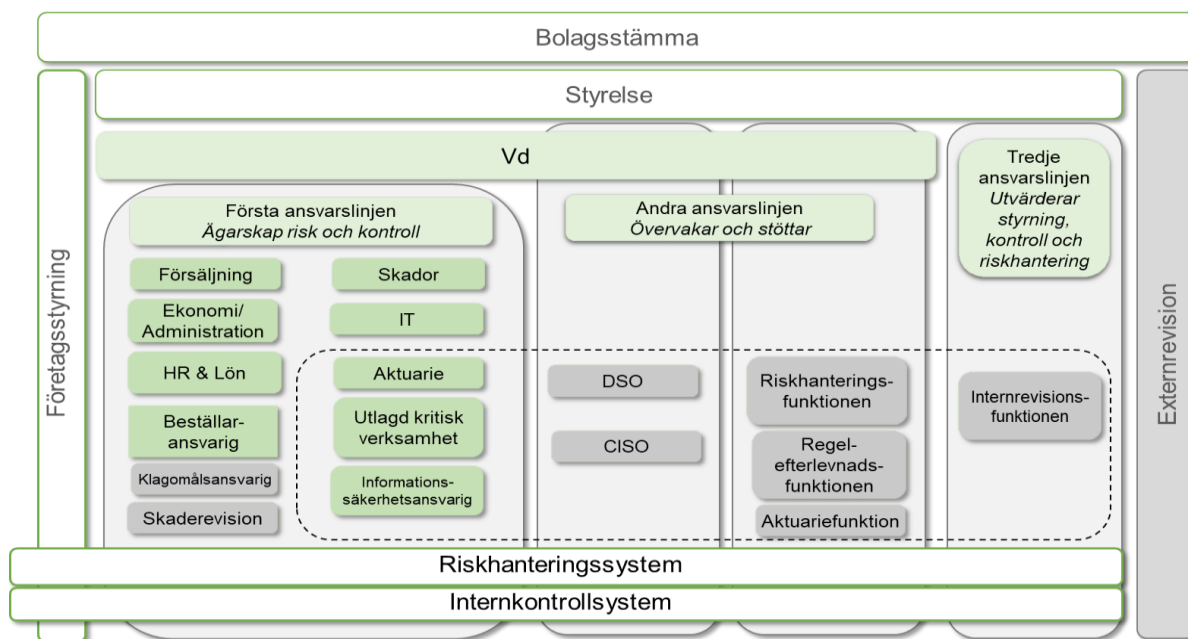 Bolagsstämma
Företagsstyrning
Styrelse
Externrevision
Vd
Första ansvarslinjen
Ägarskap risk och kontroll
Försäljning
Skador
Ekonomi/
Administration
IT
HR & Lön
Aktuarie
Beställar-
ansvarig
Utlagd kritisk
verksamhet
Klagomålsansvarig
Informations-
säkerhetsansvarig
Skaderevision
Andra ansvarslinjen
Övervakar och stöttar
DSO
CISO
Riskhanterings-
funktionen
Regel-
efterlevnads-
funktionen
Aktuariefunktion
Tredje
ansvarslinjen
Utvärderar
styrning,
kontroll och
riskhantering
Internrevisions-
funktionen
Riskhanteringssystem
Internkontrollsystem